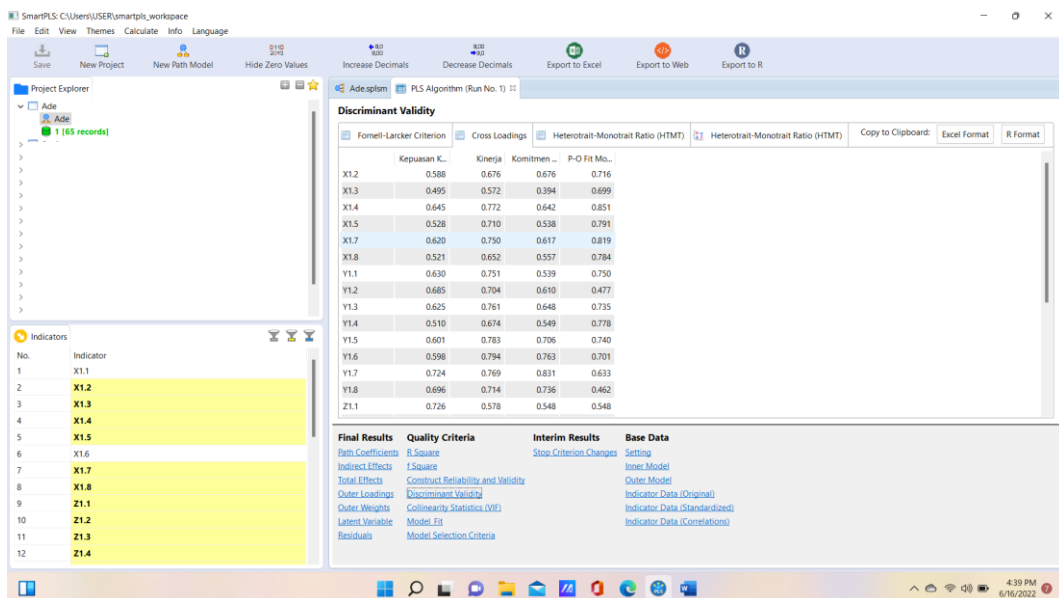 SmartPLS: C:\Users\USER\smartpls_workspace
File Edit View Themes Calculate Info Language
Save New Project New Path Model Hide Zero Values Increase Decimals Decrease Decimals Export to Excel Export to Web Export to R
Project Explorer
Ade
Ade
1 [65 records]
Ade.splsm PLS Algorithm (Run No. 1)
Discriminant Validity
Fornell-Larcker Criterion Cross Loadings Heterotrait-Monotrait Ratio (HTMT) Heterotrait-Monotrait Ratio (HTMT) Copy to Clipboard: Excel Format R Format
Kepuasan K... Kinerja Komitmen ... P-O Fit Mo...
X1.2 0.588 0.676 0.676 0.716
X1.3 0.495 0.572 0.394 0.699
X1.4 0.645 0.772 0.642 0.851
X1.5 0.528 0.710 0.538 0.791
X1.7 0.620 0.750 0.617 0.819
X1.8 0.521 0.652 0.557 0.784
Y1.1 0.630 0.751 0.539 0.750
Y1.2 0.685 0.704 0.610 0.477
Y1.3 0.625 0.761 0.648 0.735
Y1.4 0.510 0.674 0.549 0.778
Y1.5 0.601 0.783 0.706 0.740
Y1.6 0.598 0.794 0.763 0.701
Y1.7 0.724 0.769 0.831 0.633
Y1.8 0.696 0.714 0.736 0.462
Z1.1 0.726 0.578 0.548 0.548
Indicators
No. Indicator
1 X1.1
2 X1.2
3 X1.3
4 X1.4
5 X1.5
6 X1.6
7 X1.7
8 X1.8
9 Z1.1
10 Z1.2
11 Z1.3
12 Z1.4
Final Results Quality Criteria Interim Results Base Data
Path Coefficients R Square Stop Criterion Changes Setting
Indirect Effects f Square Inner Model
Total Effects Construct Reliability and Validity Outer Model
Outer Loadings Discriminant Validity Indicator Data (Original)
Outer Weights Collinearity Statistics (VIF) Indicator Data (Standardized)
Latent Variable Model_Fit Indicator Data (Correlations)
Residuals Model Selection Criteria
4:39 PM
6/16/2022